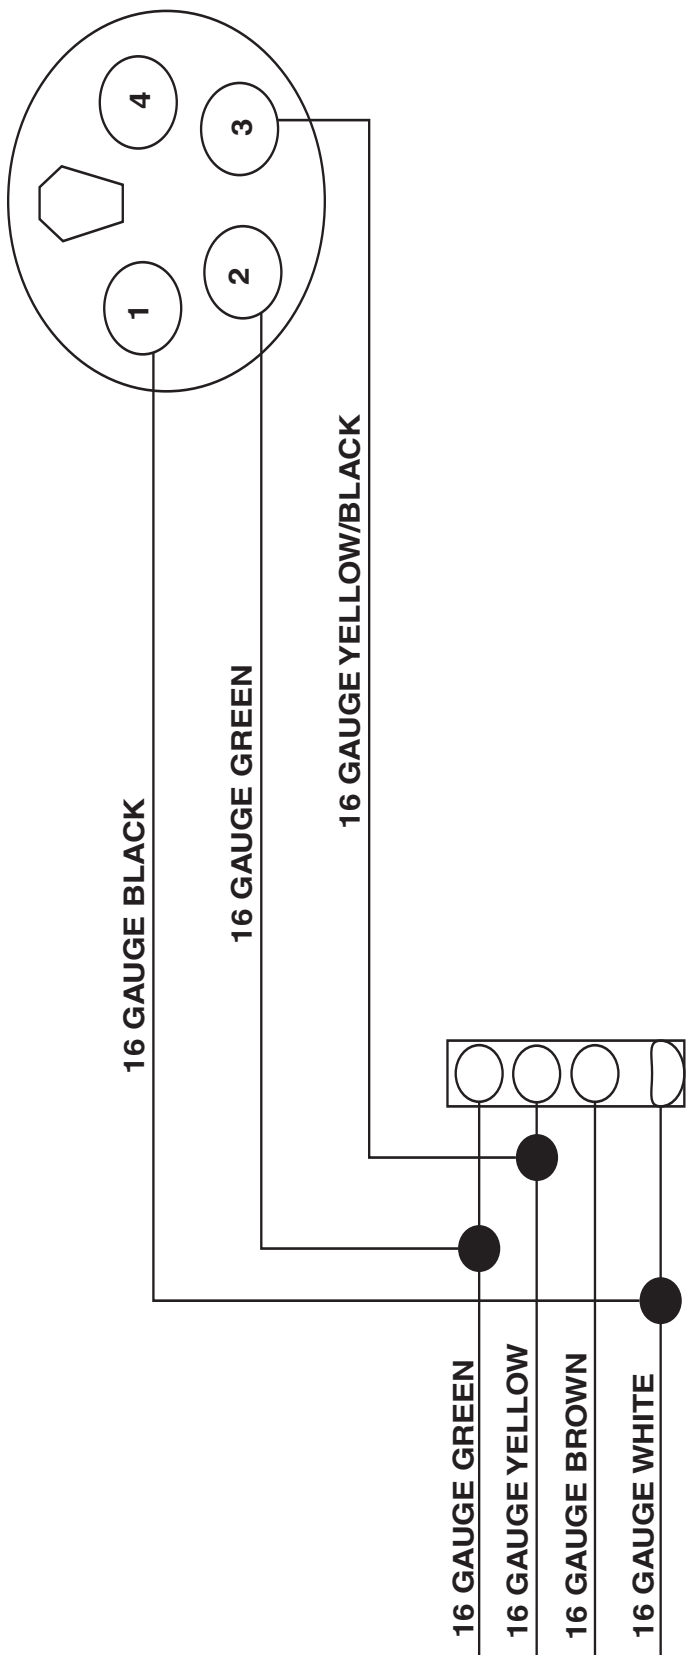 4
3
2
1
16 GAUGE YELLOW/BLACK
16 GAUGE GREEN
16 GAUGE BLACK
16 GAUGE GREEN
16 GAUGE YELLOW
16 GAUGE BROWN
16 GAUGE WHITE